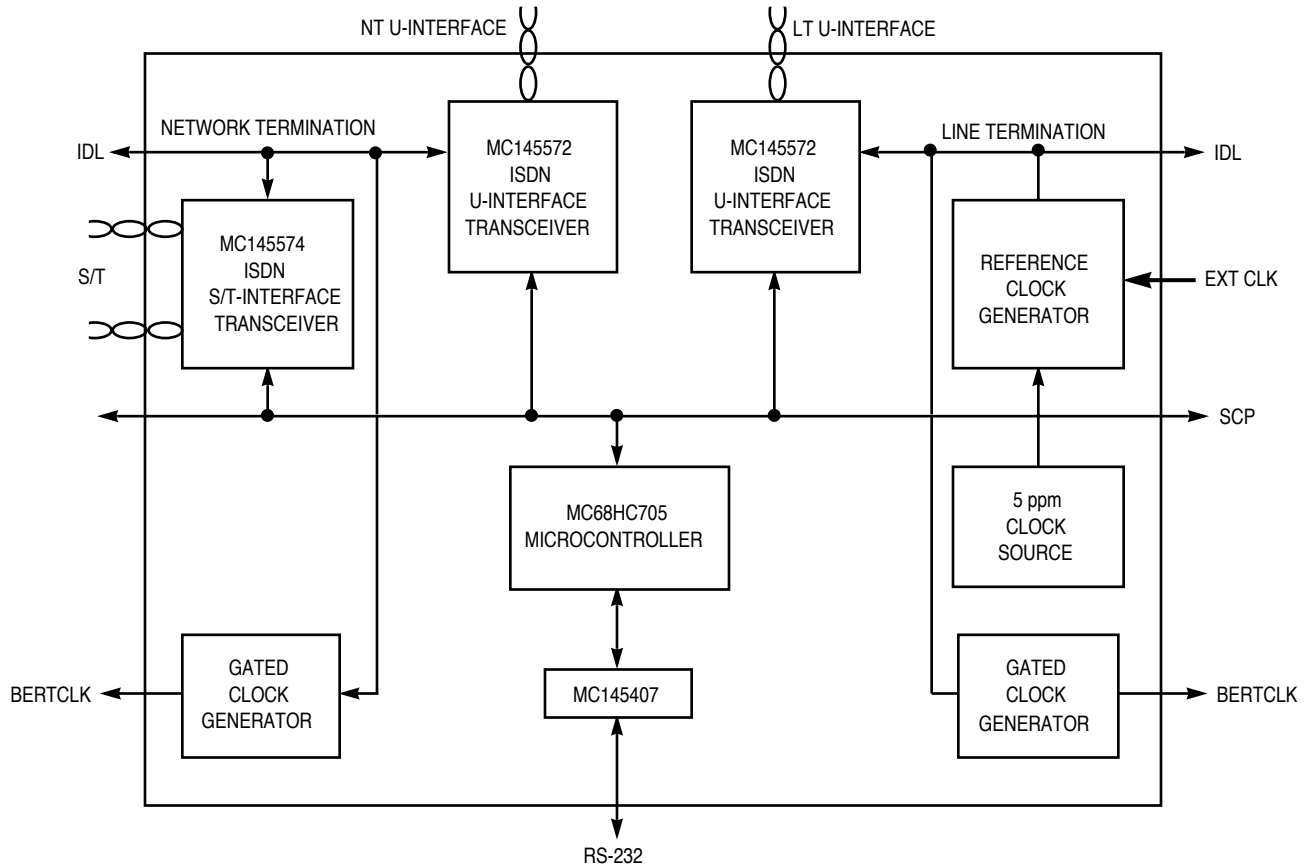 NT U-INTERFACE
LT U-INTERFACE
NETWORK TERMINATION
LINE TERMINATION
IDL
IDL
MC145572
ISDN
U-INTERFACE
TRANSCEIVER
MC145572
ISDN
U-INTERFACE
TRANSCEIVER
MC145574
ISDN
S/T-INTERFACE
TRANSCEIVER
S/T
REFERENCE
CLOCK
GENERATOR
EXT CLK
SCP
MC68HC705
MICROCONTROLLER
5 ppm
CLOCK
SOURCE
GATED
CLOCK
GENERATOR
BERTCLK
MC145407
GATED
CLOCK
GENERATOR
BERTCLK
RS-232